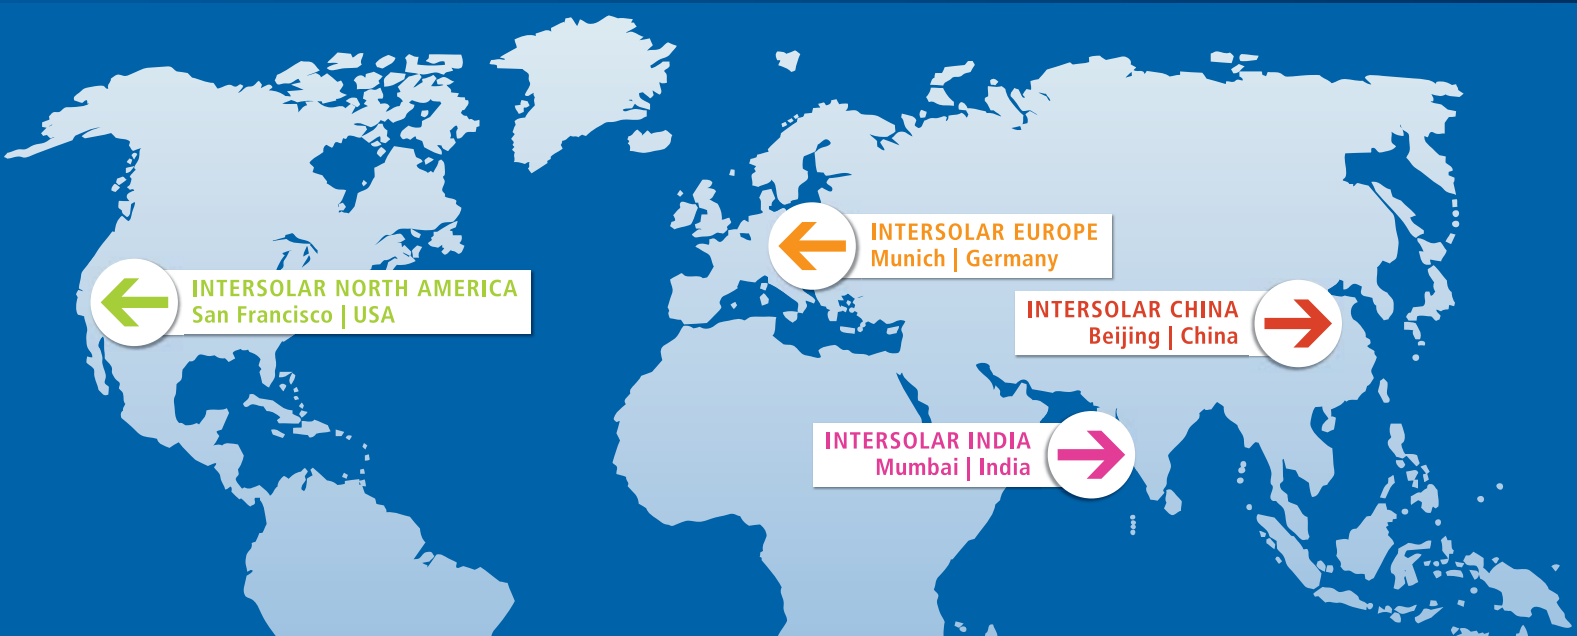 INTERSOLAR NORTH AMERICA
San Francisco | USA
INTERSOLAR EUROPE
Munich | Germany
INTERSOLAR CHINA
Beijing | China
INTERSOLAR INDIA
Mumbai | India